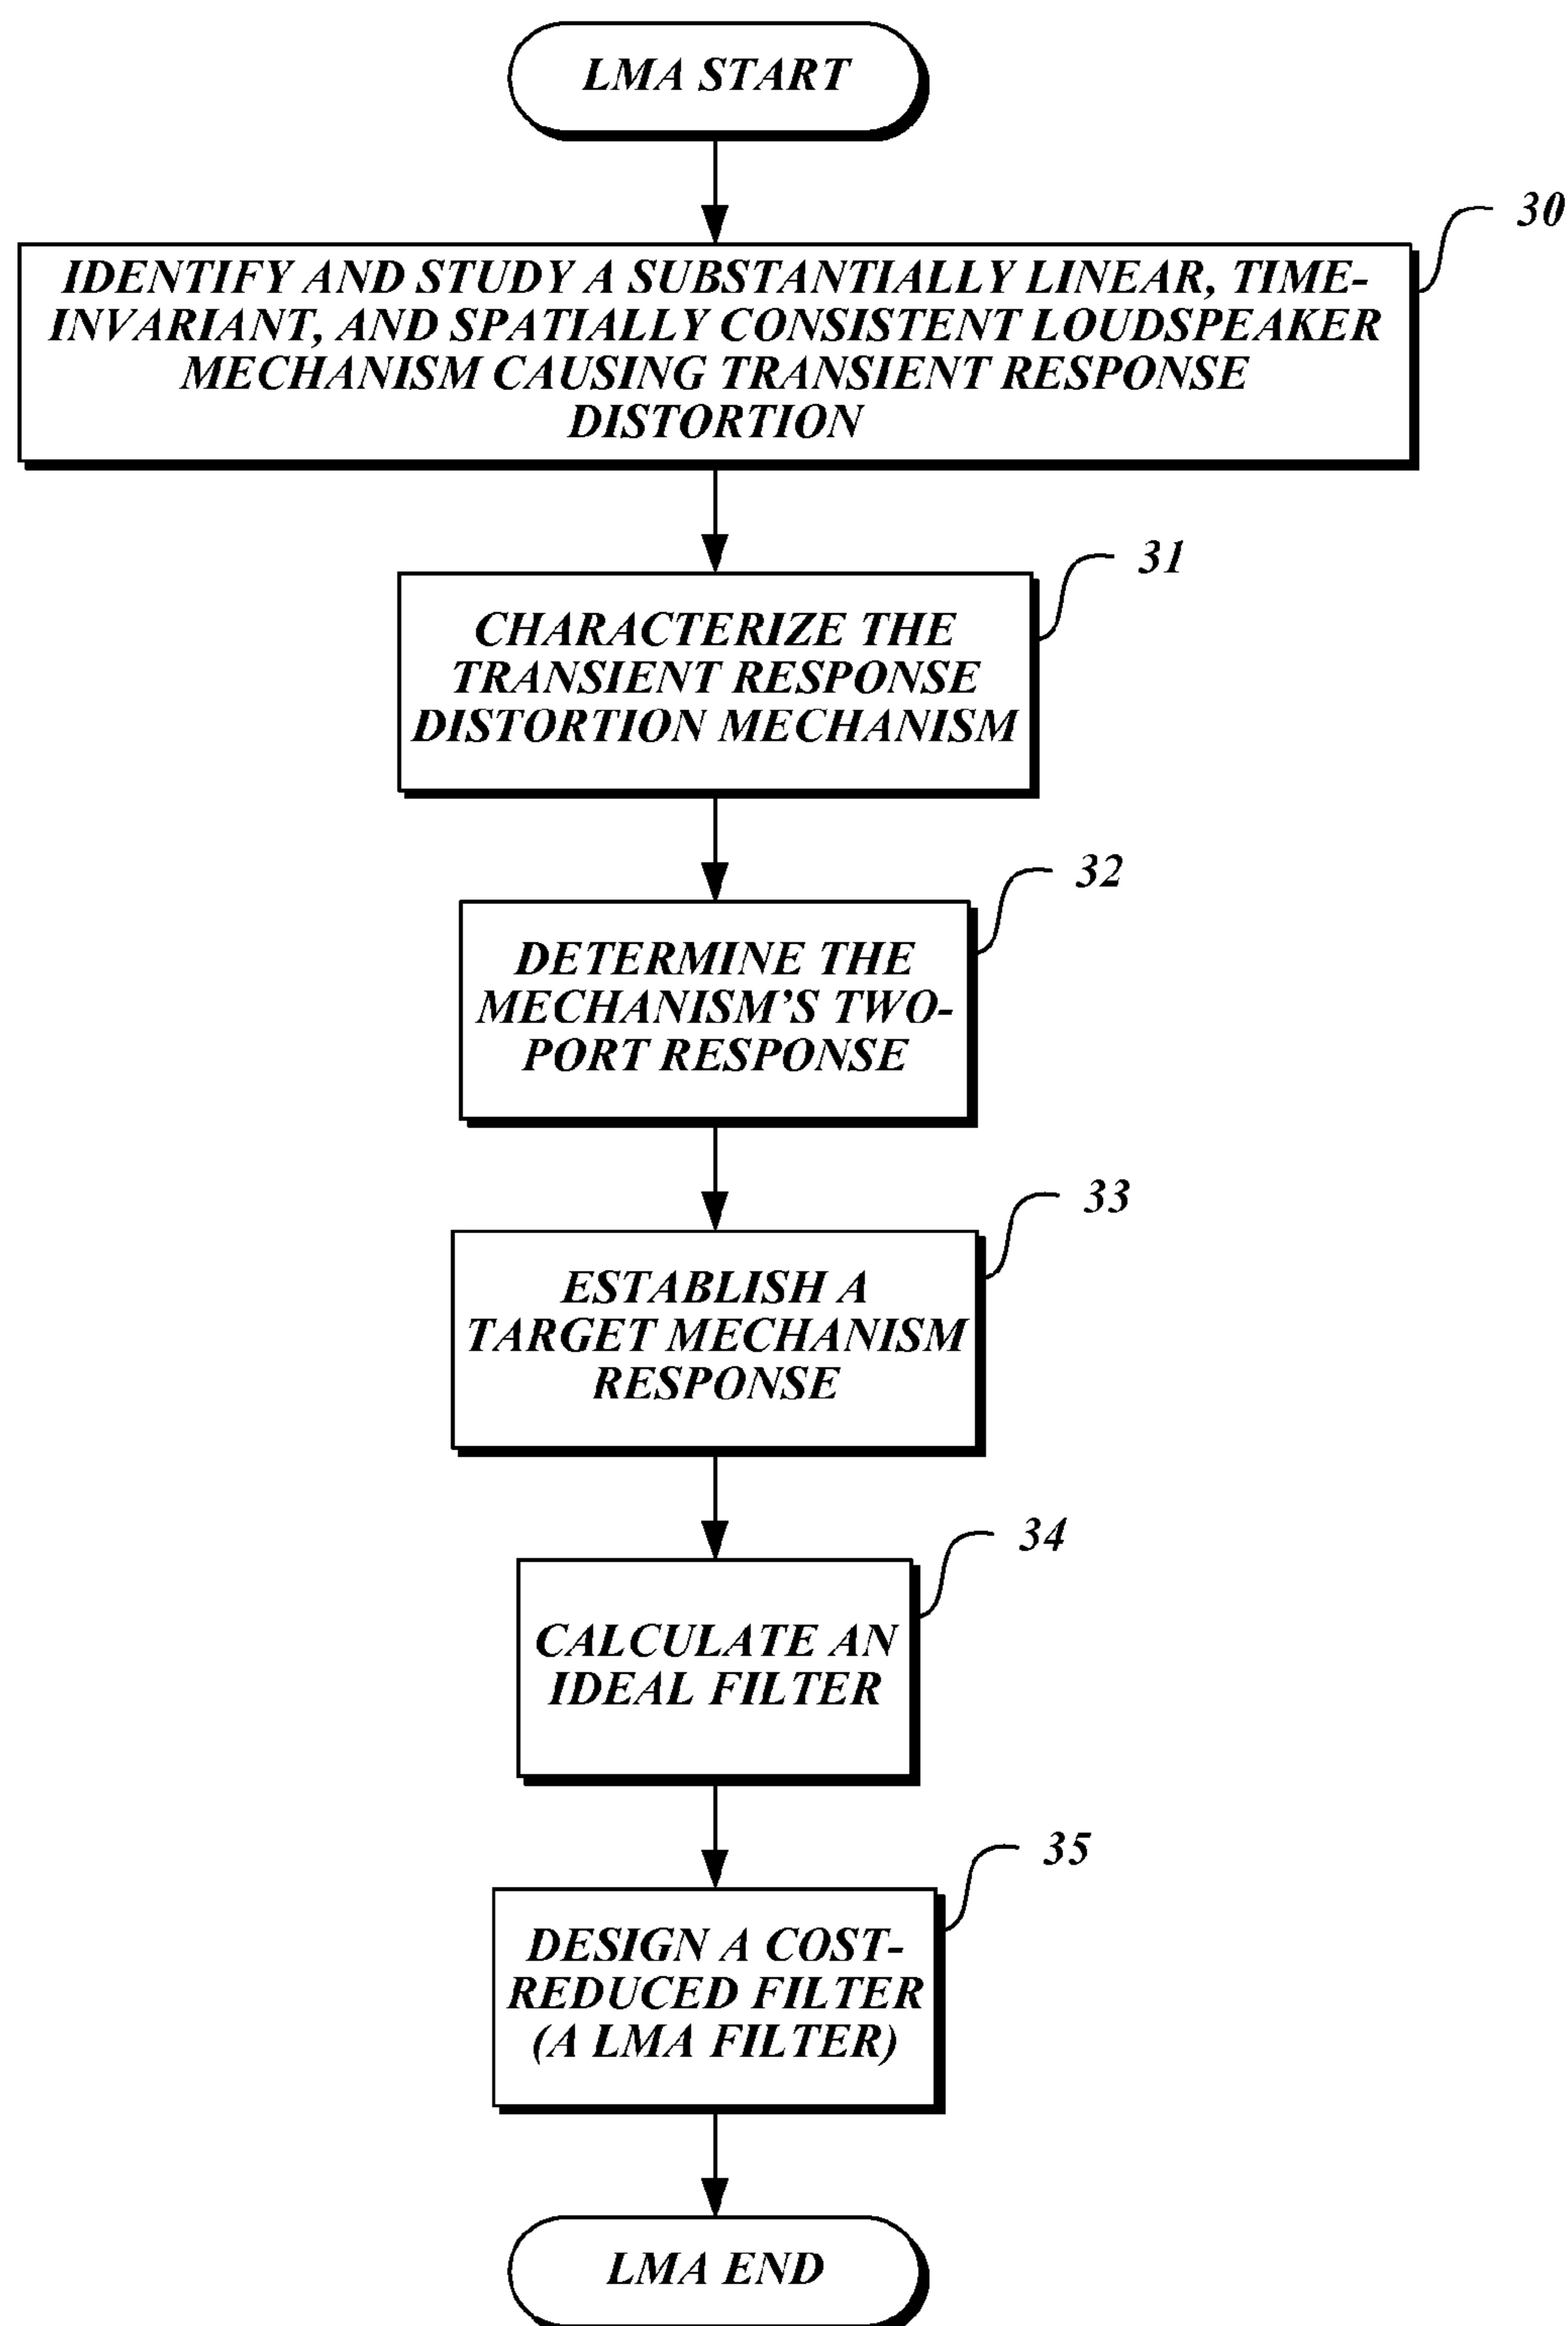 LMA START
30
IDENTIFY AND STUDY A SUBSTANTIALLY LINEAR, TIME-
INVARIANT, AND SPATIALLY CONSISTENT LOUDSPEAKER
MECHANISM CAUSING TRANSIENT RESPONSE
DISTORTION
31
CHARACTERIZE THE
TRANSIENT RESPONSE
DISTORTION MECHANISM
32
DETERMINE THE
MECHANISM’S TWO-
PORT RESPONSE
33
ESTABLISH A
TARGET MECHANISM
RESPONSE
34
CALCULATE AN
IDEAL FILTER
35
DESIGN A COST-
REDUCED FILTER
(A LMA FILTER)
LMA END